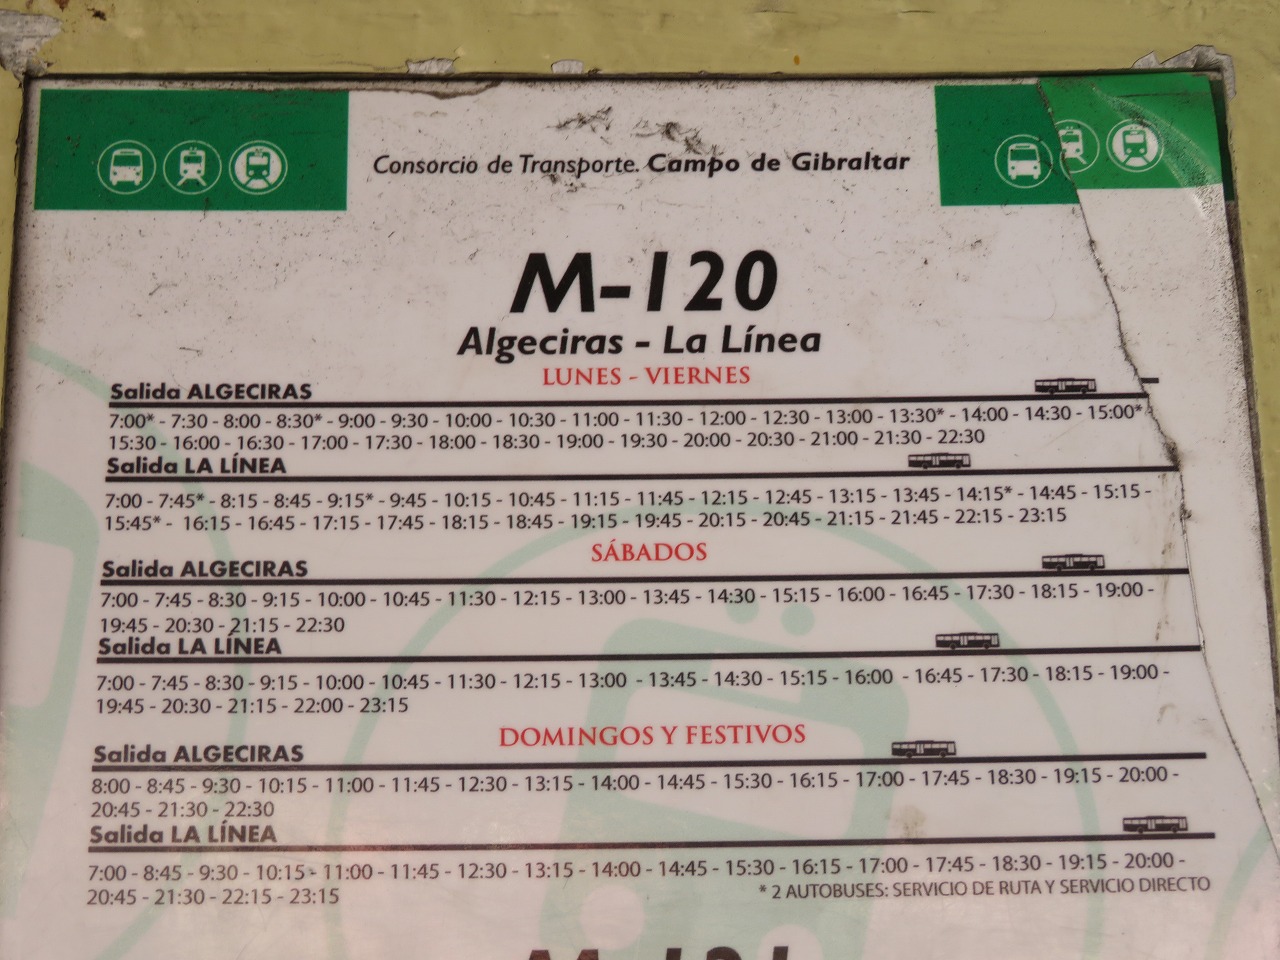 Consorcio de Transporte. Campo de Gibraltar
M-120
Algeciras - La Línea
LUNES - VIERNES
Salida ALGECIRAS
7:00* - 7:30 - 8:00 - 8:30* - 9:00 - 9:30 - 10:00 - 10:30 - 11:00 - 11:30 - 12:00 - 12:30 - 13:00 - 13:30* - 14:00 - 14:30 - 15:00*
15:30 - 16:00 - 16:30 - 17:00 - 17:30 - 18:00 - 18:30 - 19:00 - 19:30 - 20:00 - 20:30 - 21:00 - 21:30 - 22:30
Salida LA LÍNEA
7:00 - 7:45* - 8:15 - 8:45 - 9:15* - 9:45 - 10:15 - 10:45 - 11:15 - 11:45 - 12:15 - 12:45 - 13:15 - 13:45 - 14:15* - 14:45 - 15:15 -
15:45* - 16:15 - 16:45 - 17:15 - 17:45 - 18:15 - 18:45 - 19:15 - 19:45 - 20:15 - 20:45 - 21:15 - 21:45 - 22:15 - 23:15
SÁBADOS
Salida ALGECIRAS
7:00 - 7:45 - 8:30 - 9:15 - 10:00 - 10:45 - 11:30 - 12:15 - 13:00 - 13:45 - 14:30 - 15:15 - 16:00 - 16:45 - 17:30 - 18:15 - 19:00 -
19:45 - 20:30 - 21:15 - 22:30
Salida LA LÍNEA
7:00 - 7:45 - 8:30 - 9:15 - 10:00 - 10:45 - 11:30 - 12:15 - 13:00 - 13:45 - 14:30 - 15:15 - 16:00 - 16:45 - 17:30 - 18:15 - 19:00 -
19:45 - 20:30 - 21:15 - 22:00 - 23:15
DOMINGOS Y FESTIVOS
Salida ALGECIRAS
8:00 - 8:45 - 9:30 - 10:15 - 11:00 - 11:45 - 12:30 - 13:15 - 14:00 - 14:45 - 15:30 - 16:15 - 17:00 - 17:45 - 18:30 - 19:15 - 20:00 -
20:45 - 21:30 - 22:30
Salida LA LÍNEA
7:00 - 8:45 - 9:30 - 10:15 - 11:00 - 11:45 - 12:30 - 13:15 - 14:00 - 14:45 - 15:30 - 16:15 - 17:00 - 17:45 - 18:30 - 19:15 - 20:00 -
20:45 - 21:30 - 22:15 - 23:15
* 2 AUTOBUSES: SERVICIO DE RUTA Y SERVICIO DIRECTO